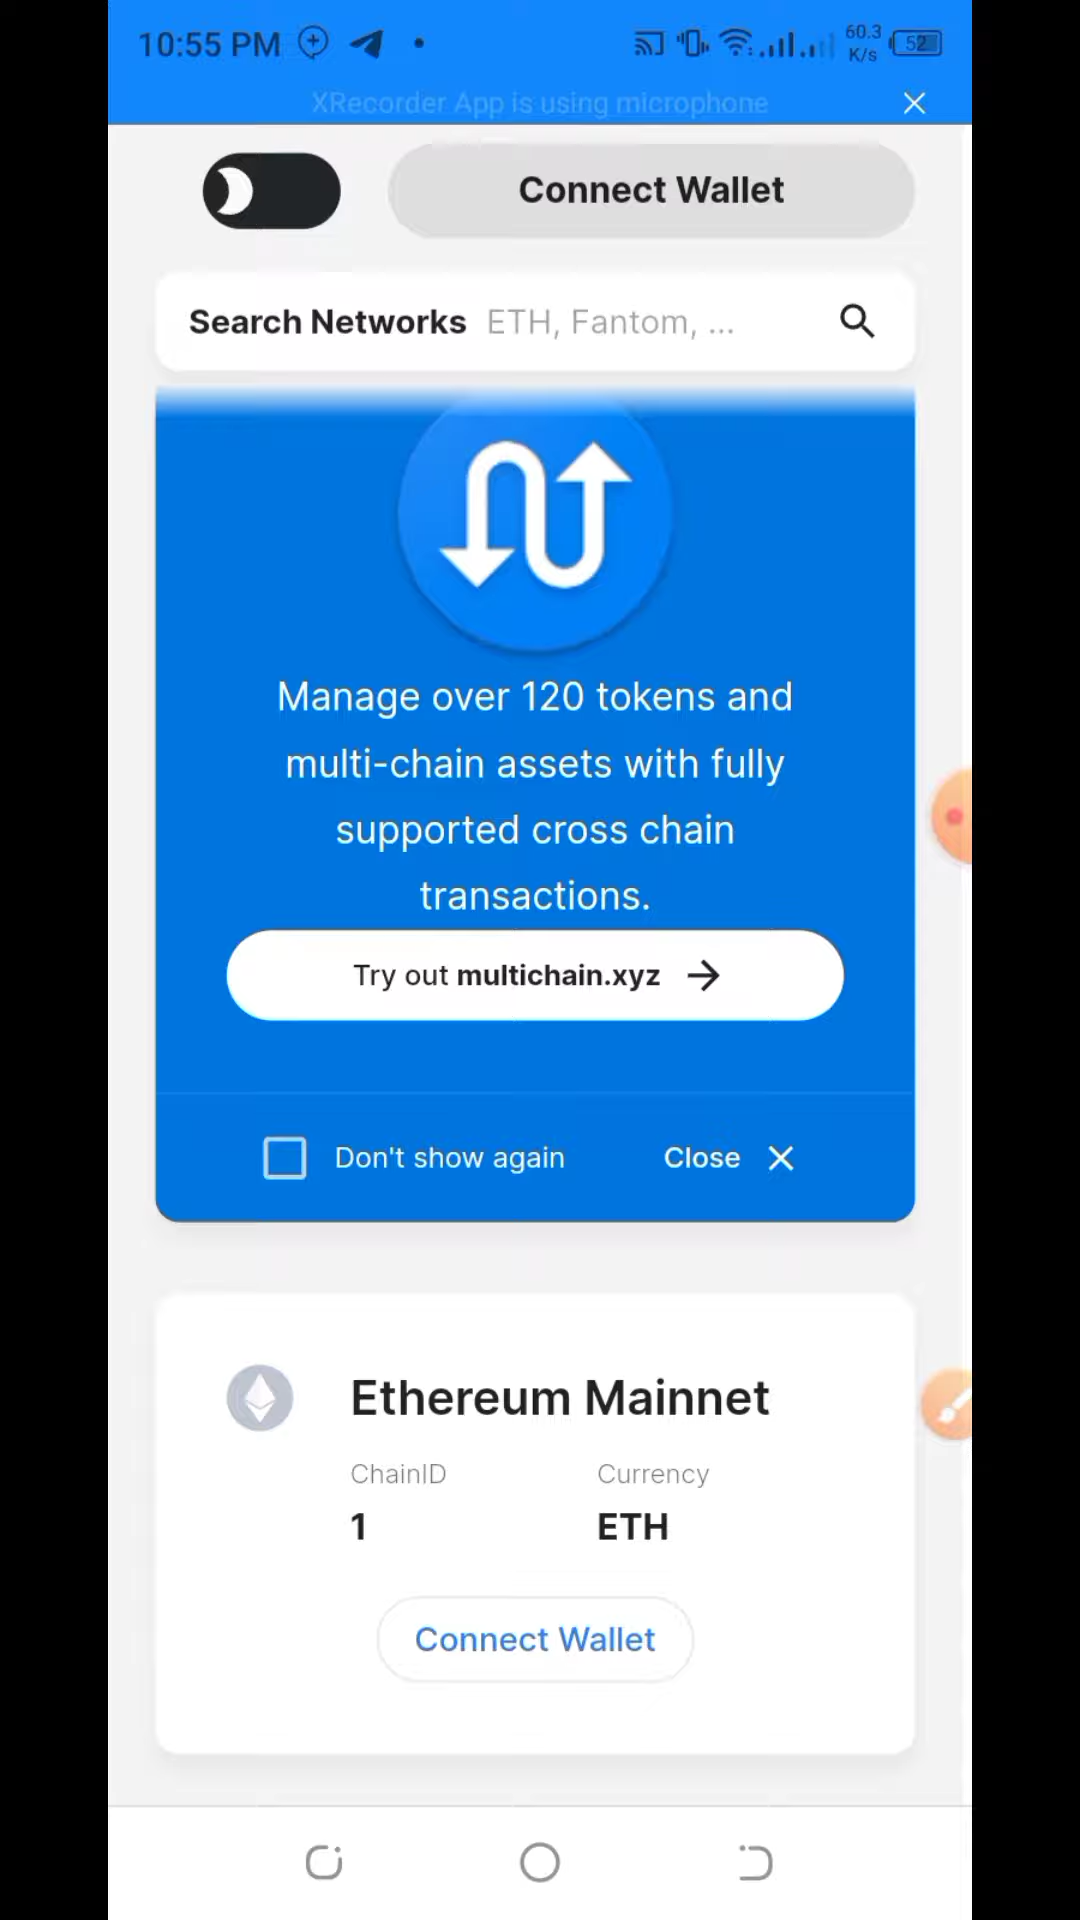 10:55 PM
60.3
K/s
52
XRecorder App is using microphone
Connect Wallet
Search Networks ETH, Fantom, ...
Manage over 120 tokens and
multi-chain assets with fully
supported cross chain
transactions.
Try out multichain.xyz
Don't show again
Close
Ethereum Mainnet
ChainID Currency
1 ETH
Connect Wallet